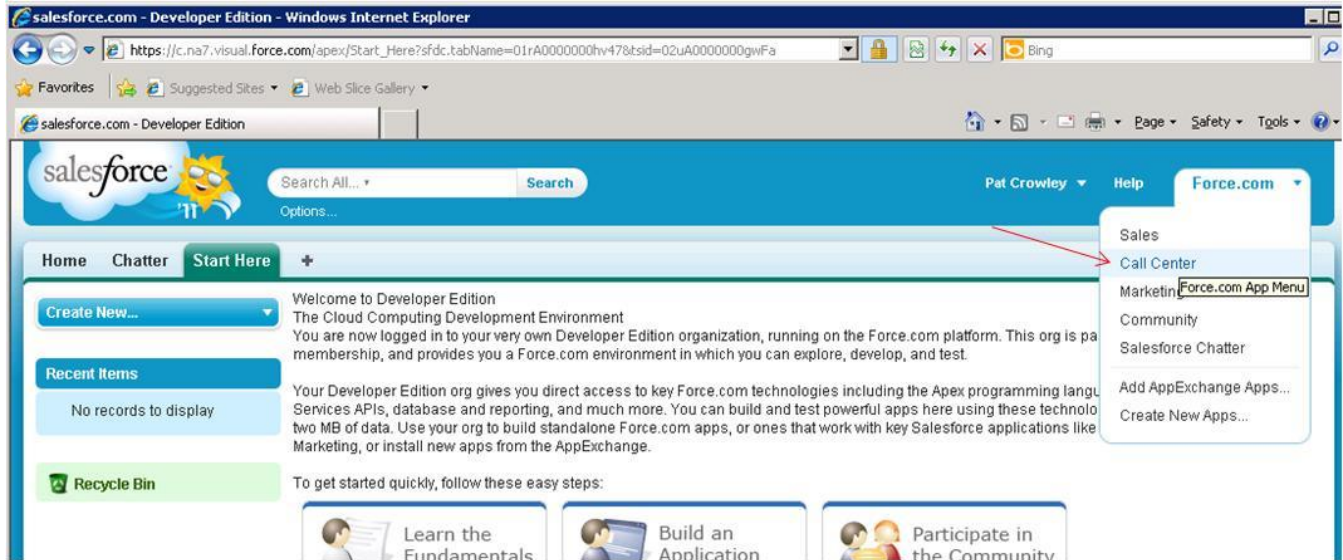 salesforce.com - Developer Edition - Windows Internet Explorer
https://c.na7.visual.force.com/apex/Start_Here?sfdc.tabName=01rA0000000hv47&tsid=02uA0000000gwFa
Bing
Favorites Suggested Sites Web Slice Gallery
salesforce.com - Developer Edition
Page Safety Tools
salesforce '11
Search All... Search
Options...
Pat Crowley Help Force.com
Sales
Call Center
Marketing
Force.com App Menu
Community
Salesforce Chatter
Add AppExchange Apps...
Create New Apps...
Home Chatter Start Here +
Create New...
Recent Items
No records to display
Recycle Bin
Welcome to Developer Edition
The Cloud Computing Development Environment
You are now logged in to your very own Developer Edition organization, running on the Force.com platform. This org is pa
membership, and provides you a Force.com environment in which you can explore, develop, and test.
Your Developer Edition org gives you direct access to key Force.com technologies including the Apex programming langu
Services APIs, database and reporting, and much more. You can build and test powerful apps here using these technolo
two MB of data. Use your org to build standalone Force.com apps, or ones that work with key Salesforce applications like
Marketing, or install new apps from the AppExchange.
To get started quickly, follow these easy steps:
Learn the
Fundamentals
Build an
Application
Participate in
the Community